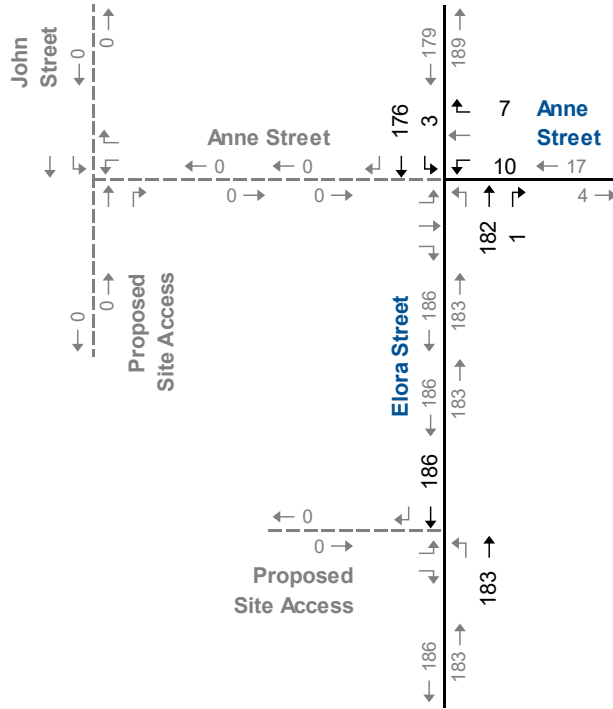 John
Street
0
0
179
189
Anne Street
176
3
7
Anne
Street
0
0
10
17
0
0
182
1
4
0
0
Proposed
Site Access
186
183
Elora Street
186
183
186
0
0
Proposed
Site Access
183
186
183